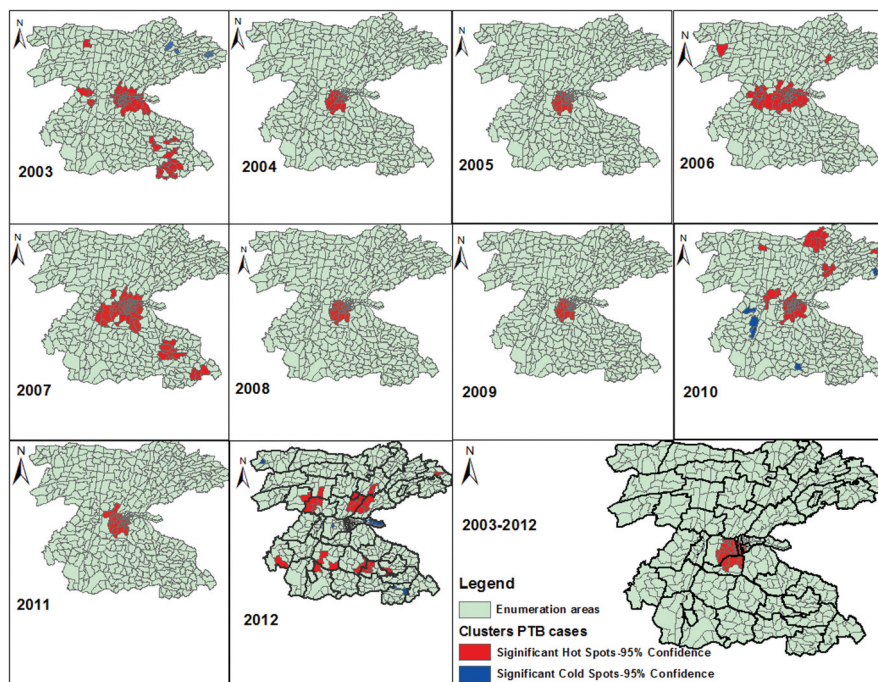 N
N
N
N
2003
2004
2005
2006
N
N
N
N
2007
2008
2009
2010
N
N
N
2003-2012
Legend
Enumeration areas
Clusters PTB cases
Siginificant Hot Spots-95% Confidence
Significant Cold Spots-95% Confidence
2011
2012